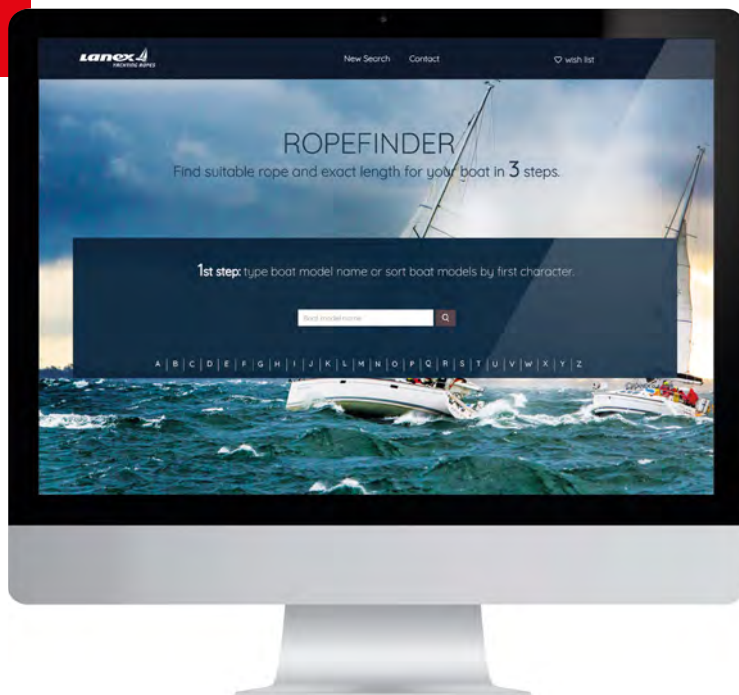 Lanex
YACHTING ROPES
New Search Contact
♡ wish list
ROPEFINDER
Find suitable rope and exact length for your boat in 3 steps.
1st step: type boat model name or sort boat models by first character.
Boat model name
A | B | C | D | E | F | G | H | I | J | K | L | M | N | O | P | Q | R | S | T | U | V | W | X | Y | Z